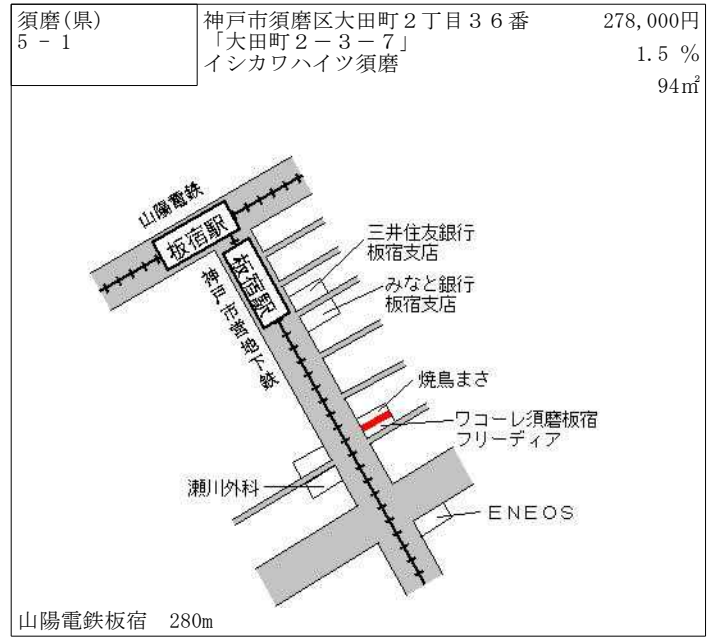 須磨(県)
5 - 1
神戸市須磨区大田町２丁目３６番
「大田町２－３－７」
イシカワハイツ須磨
278,000円
1.5 %
94㎡
山陽電鉄
板宿駅
板宿駅
神戸市営地下鉄
三井住友銀行
板宿支店
みなと銀行
板宿支店
焼鳥まさ
ワコーレ須磨板宿
フリーディア
瀬川外科
ＥＮＥＯＳ
山陽電鉄板宿 280m